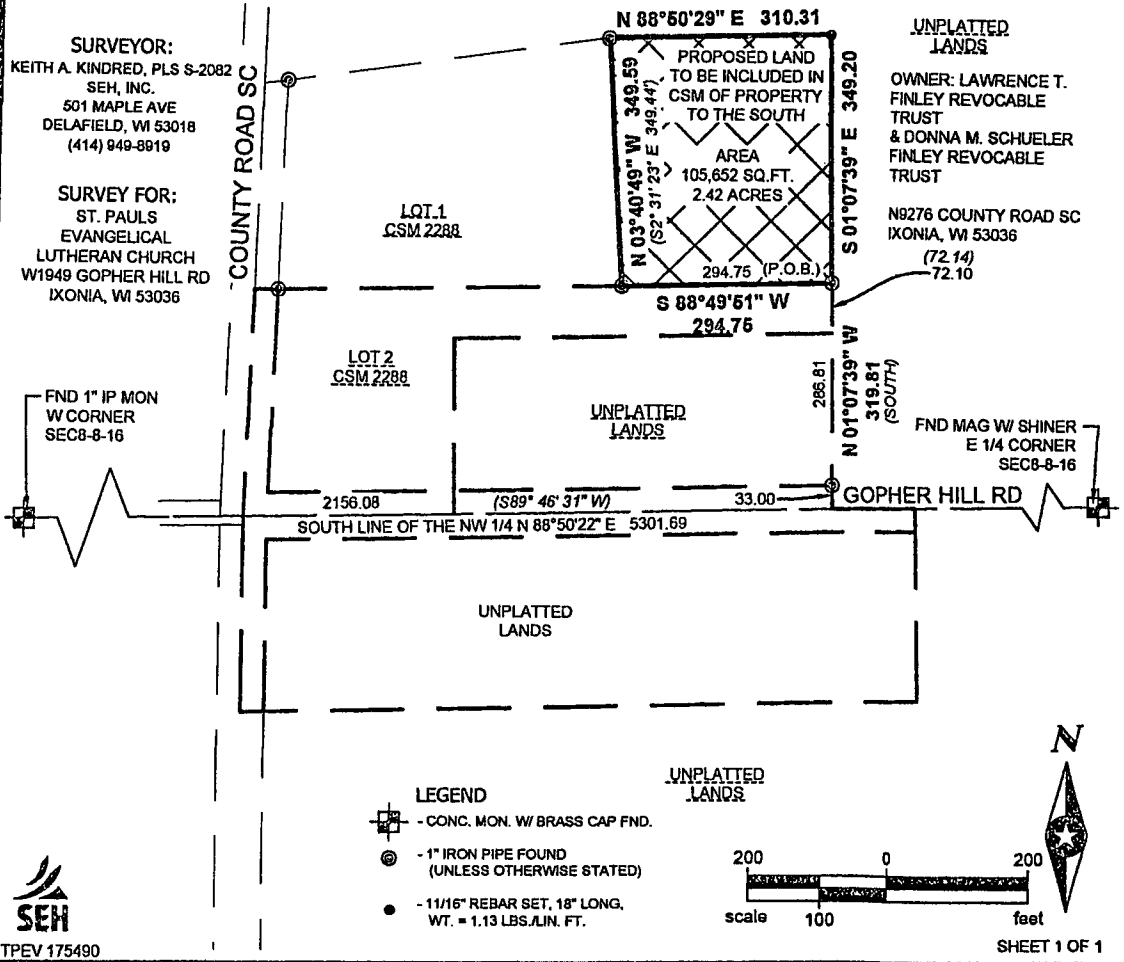 SURVEYOR:
KEITH A. KINDRED, PLS S-2082
SEH, INC.
501 MAPLE AVE
DELAFIELD, WI 53018
(414) 949-8919
SURVEY FOR:
ST. PAULS
EVANGELICAL
LUTHERAN CHURCH
W1949 GOPHER HILL RD
IXONIA, WI 53036
COUNTY ROAD SC
N 88°50'29" E 310.31
PROPOSED LAND
TO BE INCLUDED IN
CSM OF PROPERTY
TO THE SOUTH
AREA
105,652 SQ.FT.
2.42 ACRES
N 03°40'49" W 349.59
(S2° 31' 23" E 349.44')
S 01°07'39" E 349.20
294.75 (P.O.B.)
S 88°49'51" W
294.75
UNPLATTED
LANDS
OWNER: LAWRENCE T.
FINLEY REVOCABLE
TRUST
& DONNA M. SCHUELER
FINLEY REVOCABLE
TRUST
N9276 COUNTY ROAD SC
IXONIA, WI 53036
(72.14)
72.10
LOT 1
CSM 2288
LOT 2
CSM 2288
UNPLATTED
LANDS
286.81
N 01°07'39" W
319.81
(SOUTH)
FND 1" IP MON
W CORNER
SEC8-8-16
FND MAG W/ SHINER
E 1/4 CORNER
SEC8-8-16
2156.08
(S89° 46' 31" W)
33.00
GOPHER HILL RD
SOUTH LINE OF THE NW 1/4 N 88°50'22" E 5301.69
UNPLATTED
LANDS
UNPLATTED
LANDS
LEGEND
- CONC. MON. W/ BRASS CAP FND.
- 1" IRON PIPE FOUND
(UNLESS OTHERWISE STATED)
- 11/16" REBAR SET, 18" LONG,
WT. = 1.13 LBS./LIN. FT.
N
200 0 200
scale 100 feet
SEH
TPEV 175490
SHEET 1 OF 1